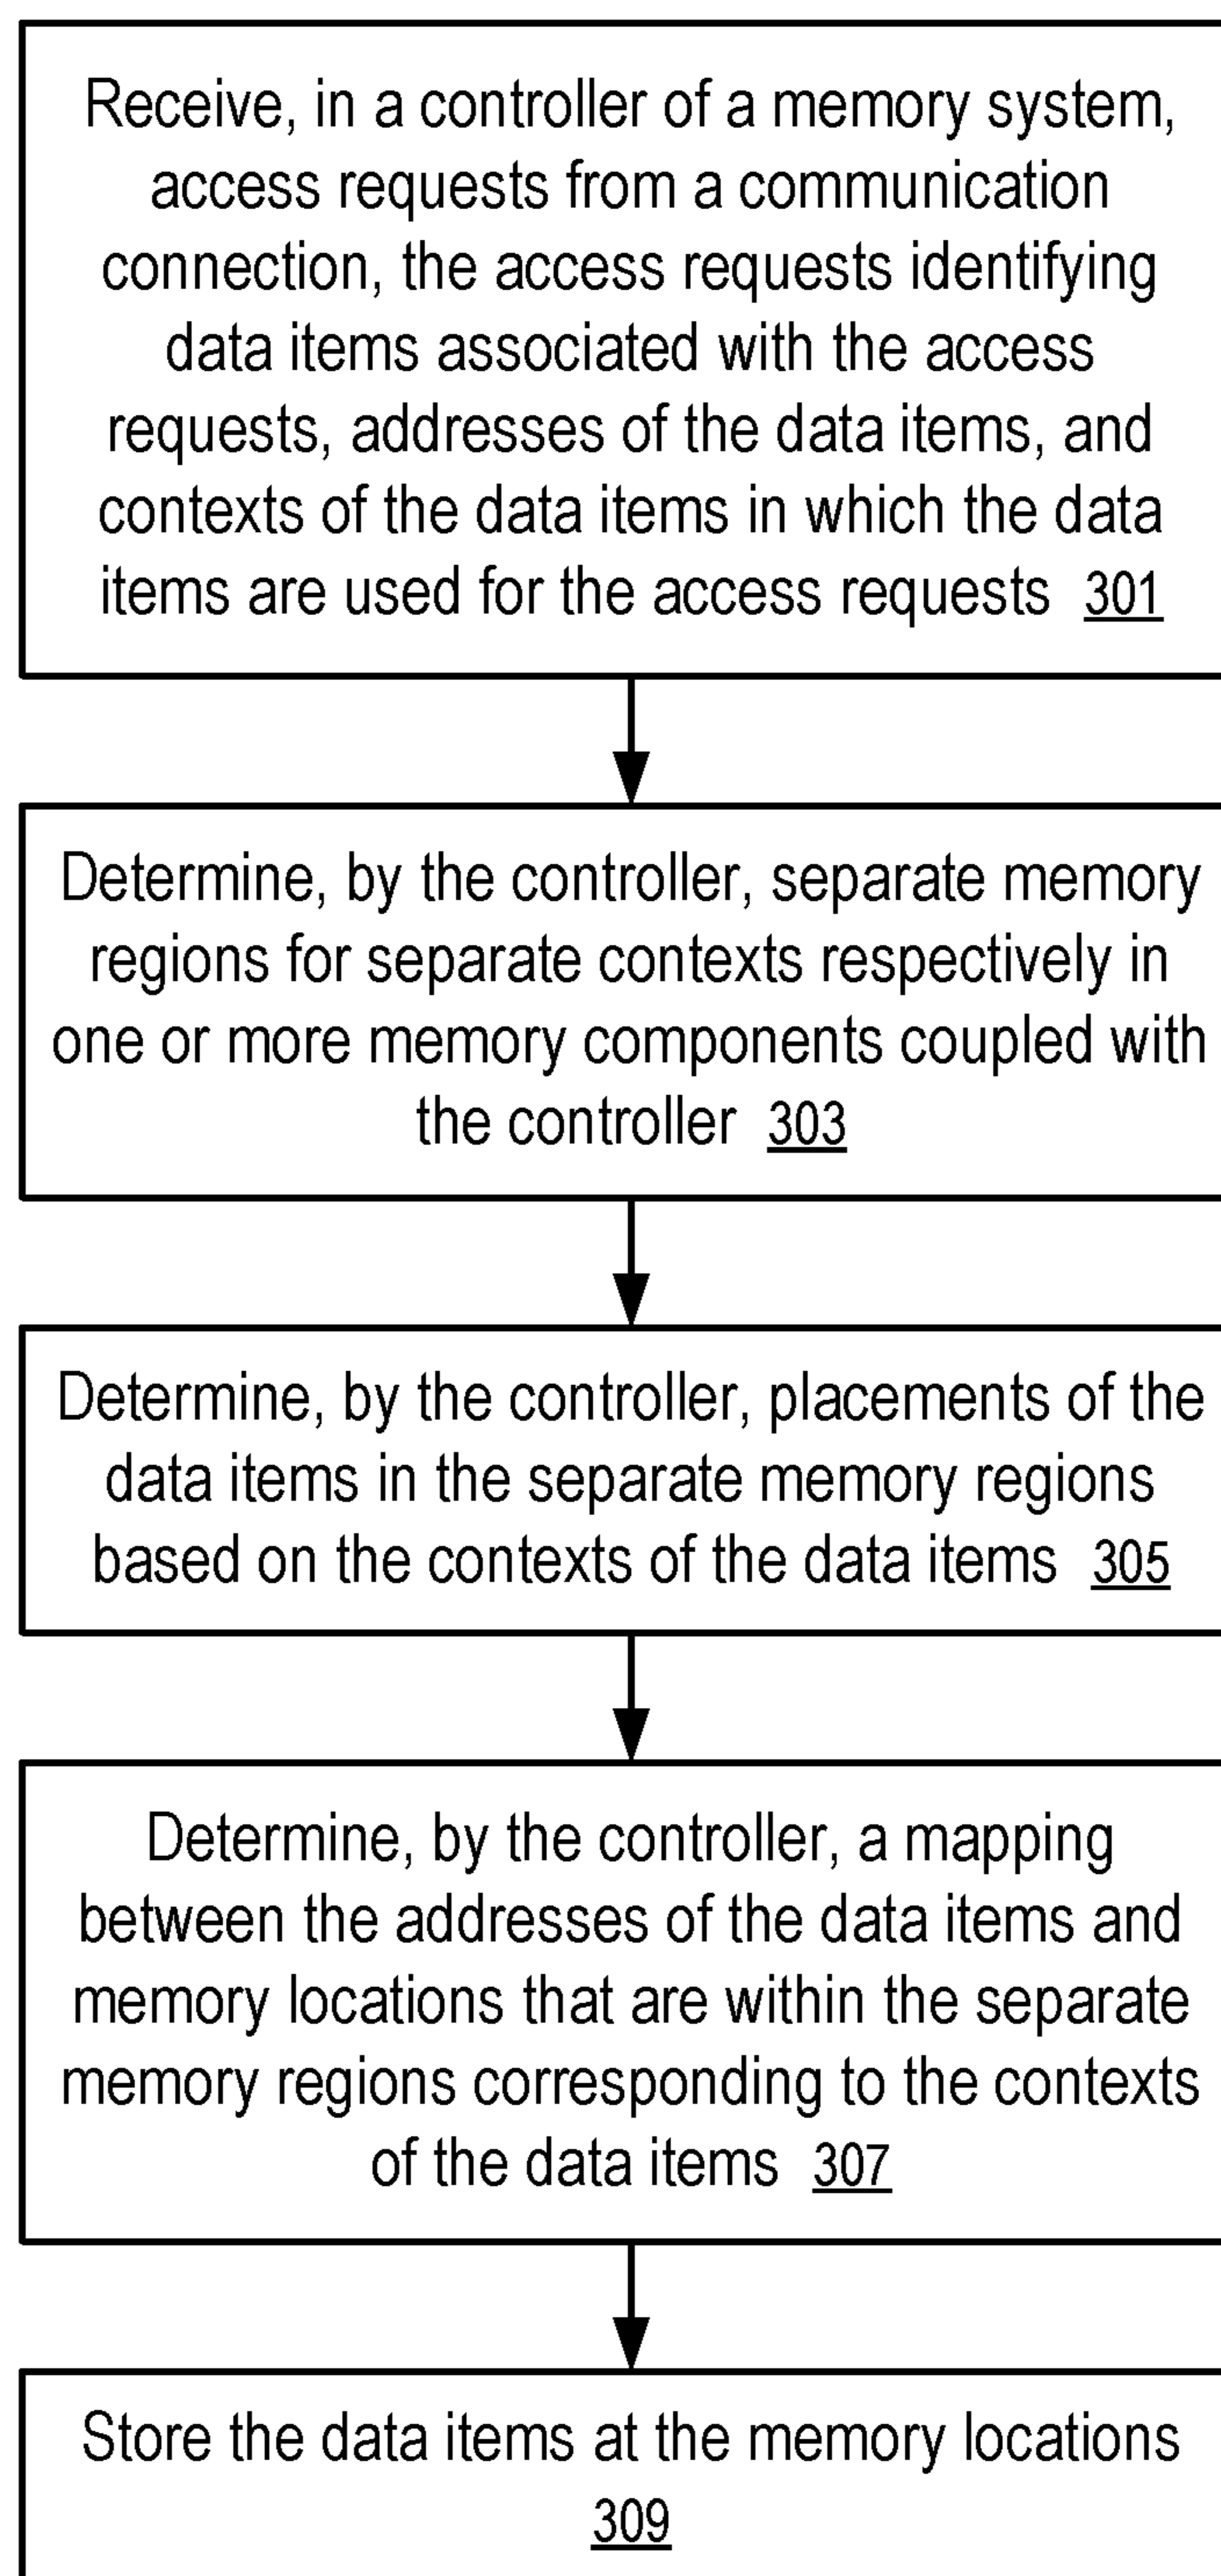 Receive, in a controller of a memory system,
access requests from a communication
connection, the access requests identifying
data items associated with the access
requests, addresses of the data items, and
contexts of the data items in which the data
items are used for the access requests 301
Determine, by the controller, separate memory
regions for separate contexts respectively in
one or more memory components coupled with
the controller 303
Determine, by the controller, placements of the
data items in the separate memory regions
based on the contexts of the data items 305
Determine, by the controller, a mapping
between the addresses of the data items and
memory locations that are within the separate
memory regions corresponding to the contexts
of the data items 307
Store the data items at the memory locations
309